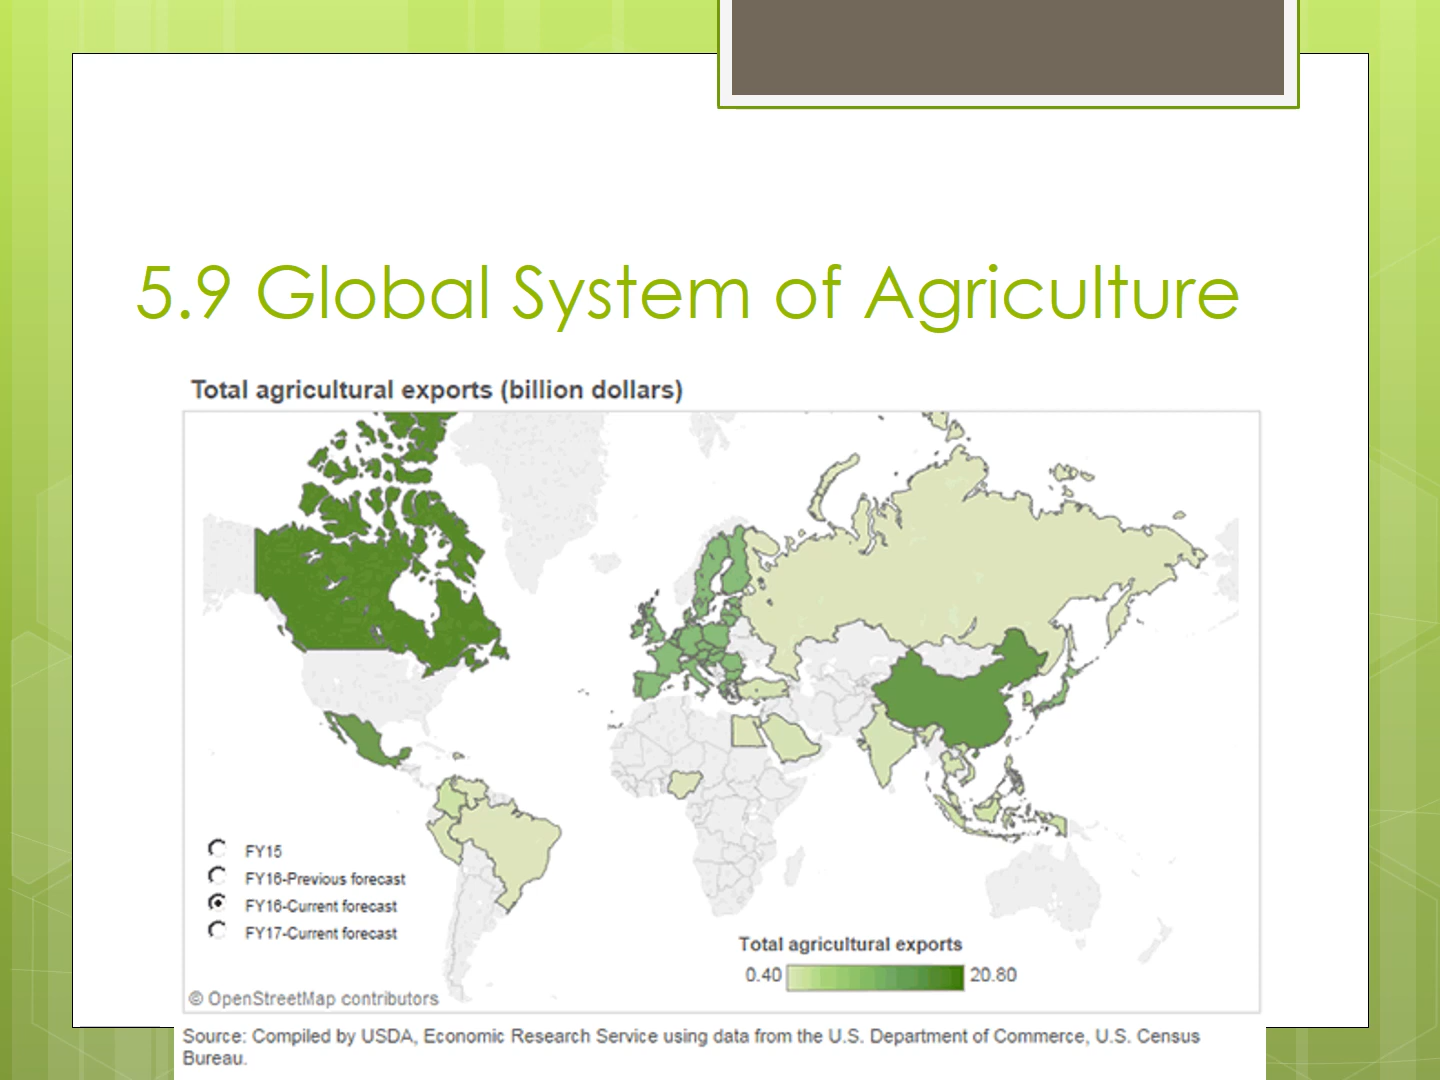 5.9 Global System of Agriculture
Total agricultural exports (billion dollars)
FY15
FY16-Previous forecast
FY16-Current forecast
FY17-Current forecast
Total agricultural exports
0.40 20.80
© OpenStreetMap contributors
Source: Compiled by USDA, Economic Research Service using data from the U.S. Department of Commerce, U.S. Census
Bureau.